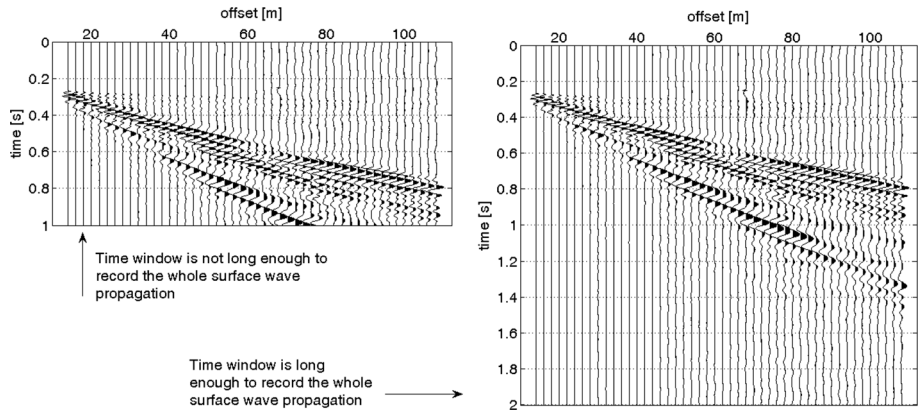 offset [m]
20 40 60 80 100
0
0.2
0.4
0.6
0.8
1
time [s]
Time window is not long enough to
record the whole surface wave
propagation
offset [m]
20 40 60 80 100
0
0.2
0.4
0.6
0.8
1
1.2
1.4
1.6
1.8
2
time [s]
Time window is long
enough to record the whole
surface wave propagation